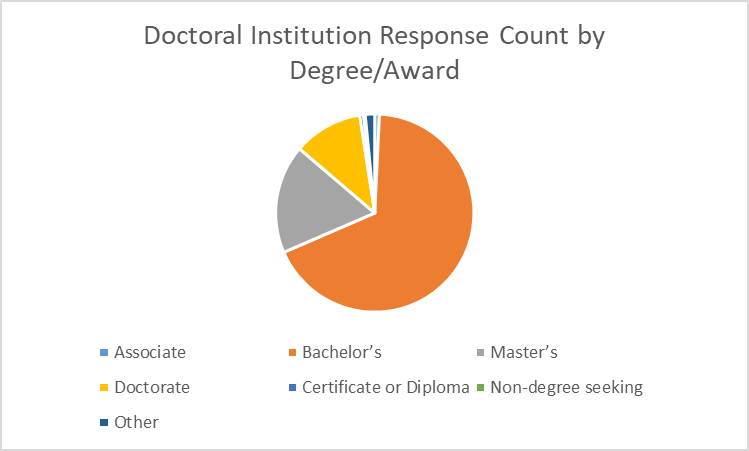 Doctoral Institution Response Count by
Degree/Award
Associate
Bachelor’s
Master’s
Doctorate
Certificate or Diploma
Non-degree seeking
Other